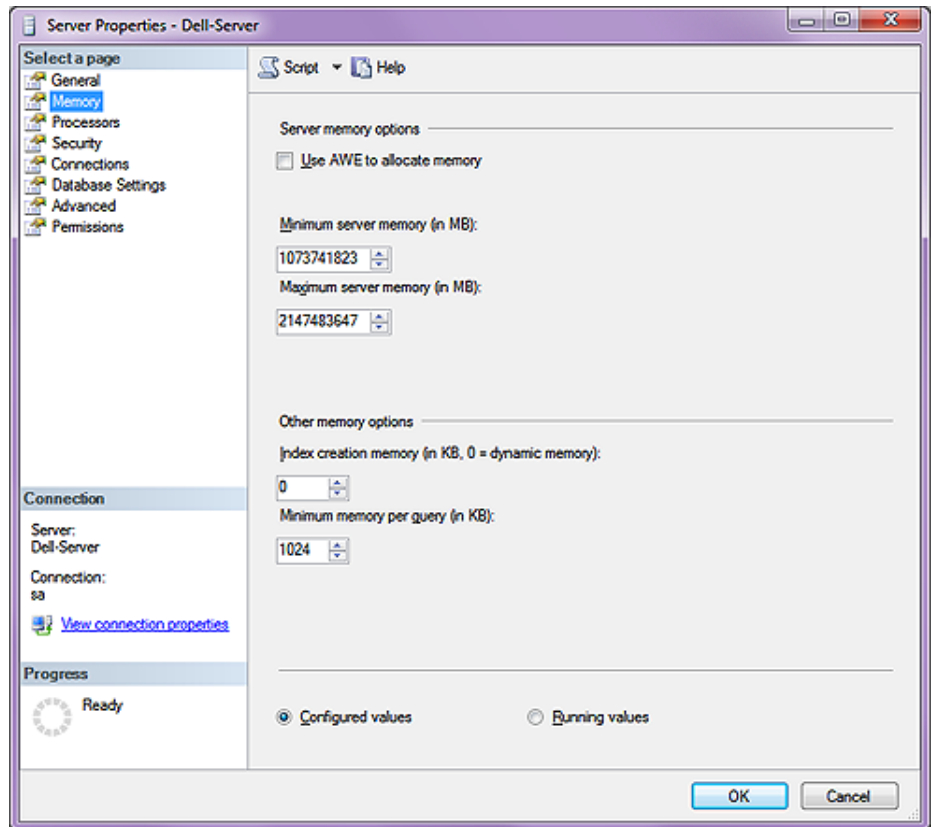 Server Properties - Dell-Server
Select a page
General
Memory
Processors
Security
Connections
Database Settings
Advanced
Permissions
Connection
Server:
Dell-Server
Connection:
sa
View connection properties
Progress
Ready
Script
Help
Server memory options
Use AWE to allocate memory
Minimum server memory (in MB):
1073741823
Maximum server memory (in MB):
2147483647
Other memory options
Index creation memory (in KB, 0 = dynamic memory):
0
Minimum memory per query (in KB):
1024
Configured values
Running values
OK
Cancel